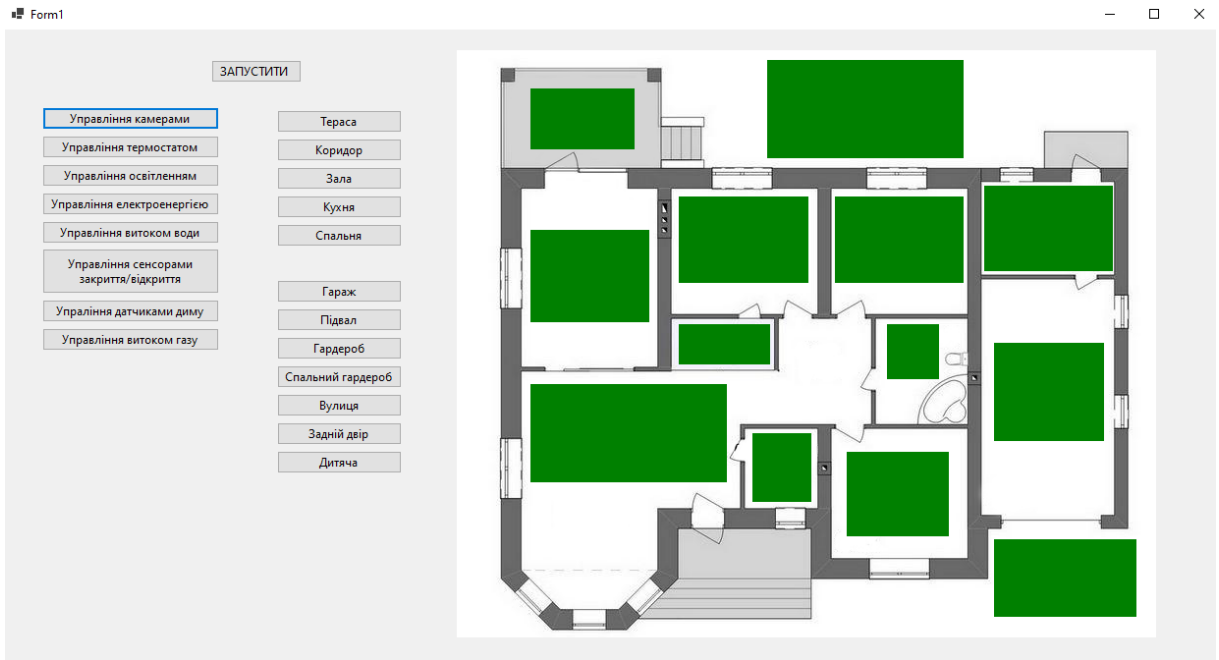 Form1
ЗАПУСТИТИ
Управління камерами
Управління термостатом
Управління освітленням
Управління електроенергією
Управління витоком води
Управління сенсорами
закриття/відкриття
Упраління датчиками диму
Управління витоком газу
Тераса
Коридор
Зала
Кухня
Спальня
Гараж
Підвал
Гардероб
Спальний гардероб
Вулиця
Задній двір
Дитяча